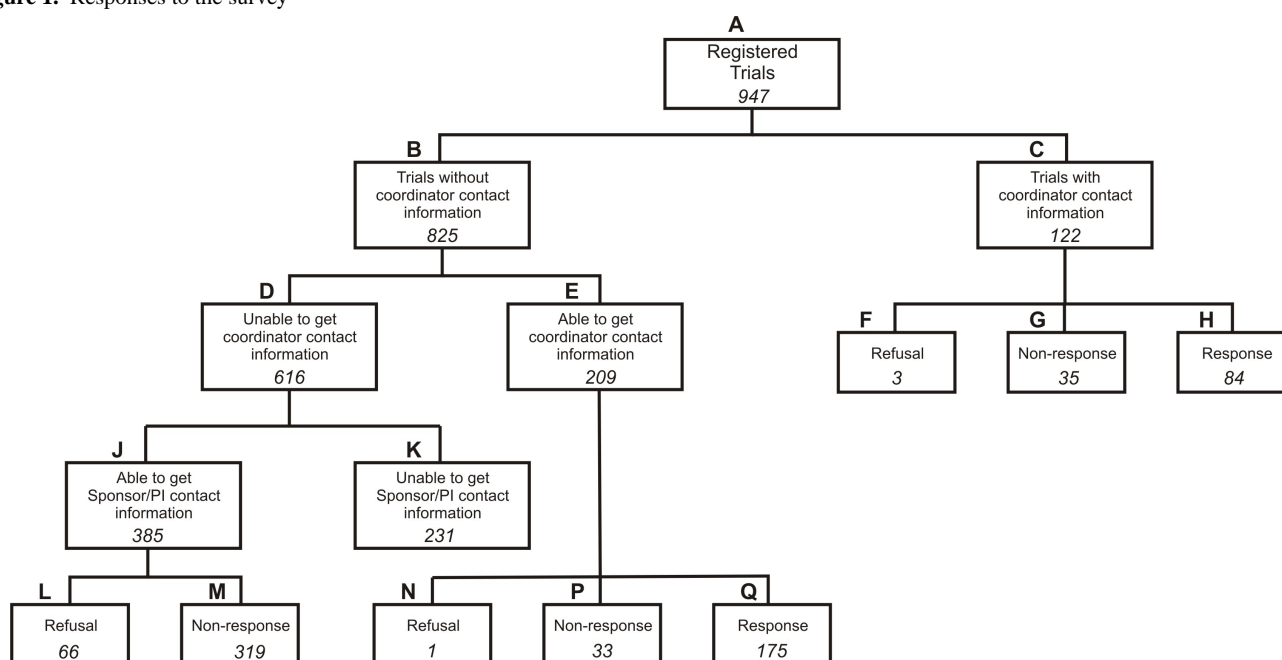 Figure 1. Responses to the survey
A
Registered
Trials
947
B
Trials without
coordinator contact
information
825
C
Trials with
coordinator contact
information
122
D
Unable to get
coordinator contact
information
616
E
Able to get
coordinator contact
information
209
F
Refusal
3
G
Non-response
35
H
Response
84
J
Able to get
Sponsor/PI contact
information
385
K
Unable to get
Sponsor/PI contact
information
231
L
Refusal
66
M
Non-response
319
N
Refusal
1
P
Non-response
33
Q
Response
175